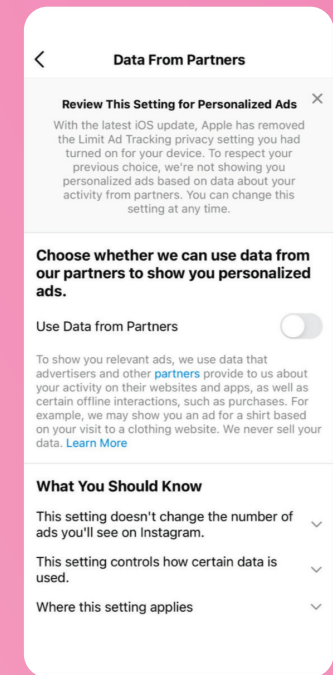 Data From Partners
Review This Setting for Personalized Ads
With the latest iOS update, Apple has removed
the Limit Ad Tracking privacy setting you had
turned on for your device. To respect your
previous choice, we're not showing you
personalized ads based on data about your
activity from partners. You can change this
setting at any time.
Choose whether we can use data from
our partners to show you personalized
ads.
Use Data from Partners
To show you relevant ads, we use data that
advertisers and other partners provide to us about
your activity on their websites and apps, as well as
certain offline interactions, such as purchases. For
example, we may show you an ad for a shirt based
on your visit to a clothing website. We never sell your
data. Learn More
What You Should Know
This setting doesn't change the number of
ads you'll see on Instagram.
This setting controls how certain data is
used.
Where this setting applies